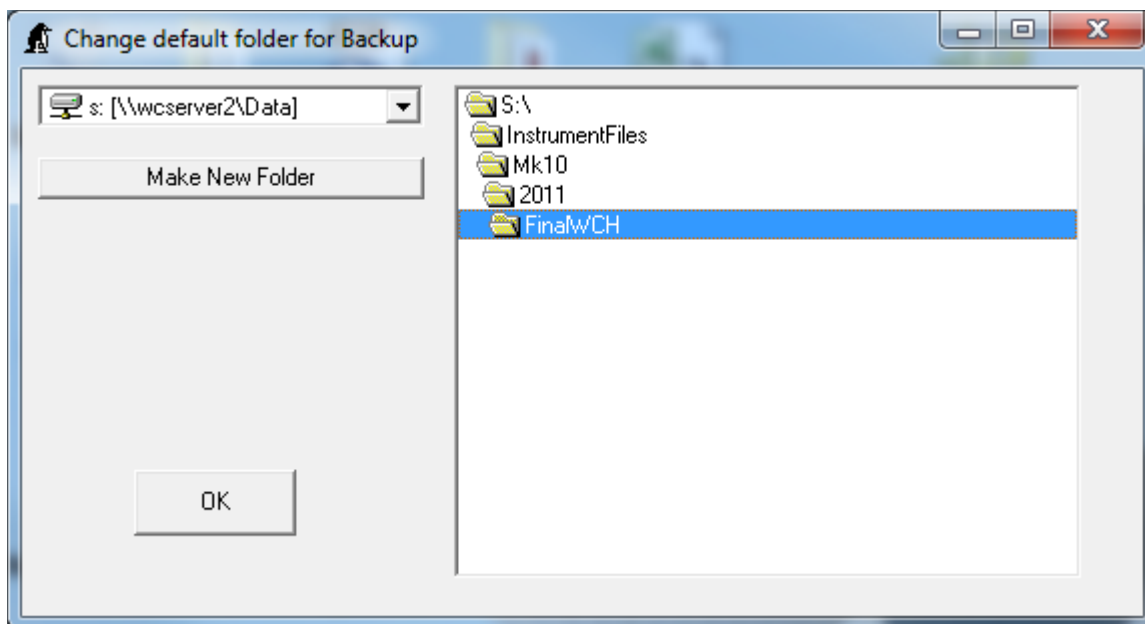 Change default folder for Backup
s: [\\wcserver2\Data]
Make New Folder
OK
S:\
InstrumentFiles
Mk10
2011
FinalWCH